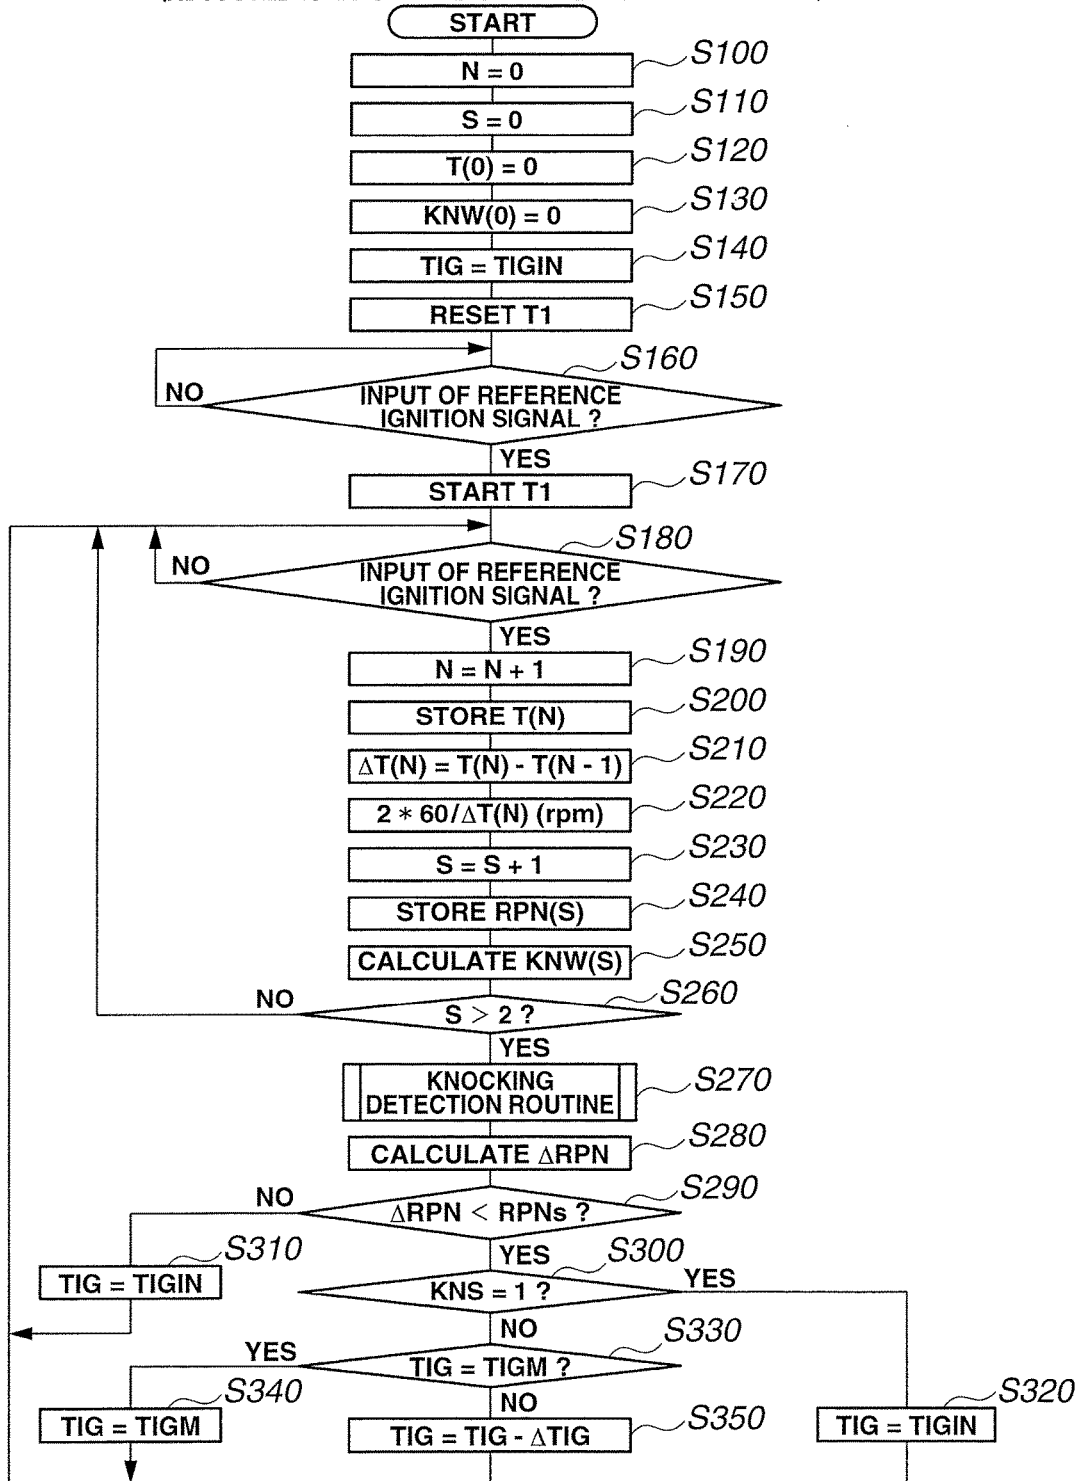 START
N = 0
S100
S = 0
S110
T(0) = 0
S120
KNW(0) = 0
S130
TIG = TIGIN
S140
RESET T1
S150
S160
INPUT OF REFERENCE
IGNITION SIGNAL ?
NO
YES
START T1
S170
S180
INPUT OF REFERENCE
IGNITION SIGNAL ?
NO
YES
N = N + 1
S190
STORE T(N)
S200
ΔT(N) = T(N) - T(N - 1)
S210
2 * 60/ΔT(N) (rpm)
S220
S = S + 1
S230
STORE RPN(S)
S240
CALCULATE KNW(S)
S250
S260
NO
S > 2 ?
YES
KNOCKING
DETECTION ROUTINE
S270
CALCULATE ΔRPN
S280
S290
NO
ΔRPN < RPNs ?
YES
S300
S310
TIG = TIGIN
KNS = 1 ?
YES
NO
S330
YES
TIG = TIGM ?
NO
S340
TIG = TIGM
S350
TIG = TIG - ΔTIG
S320
TIG = TIGIN